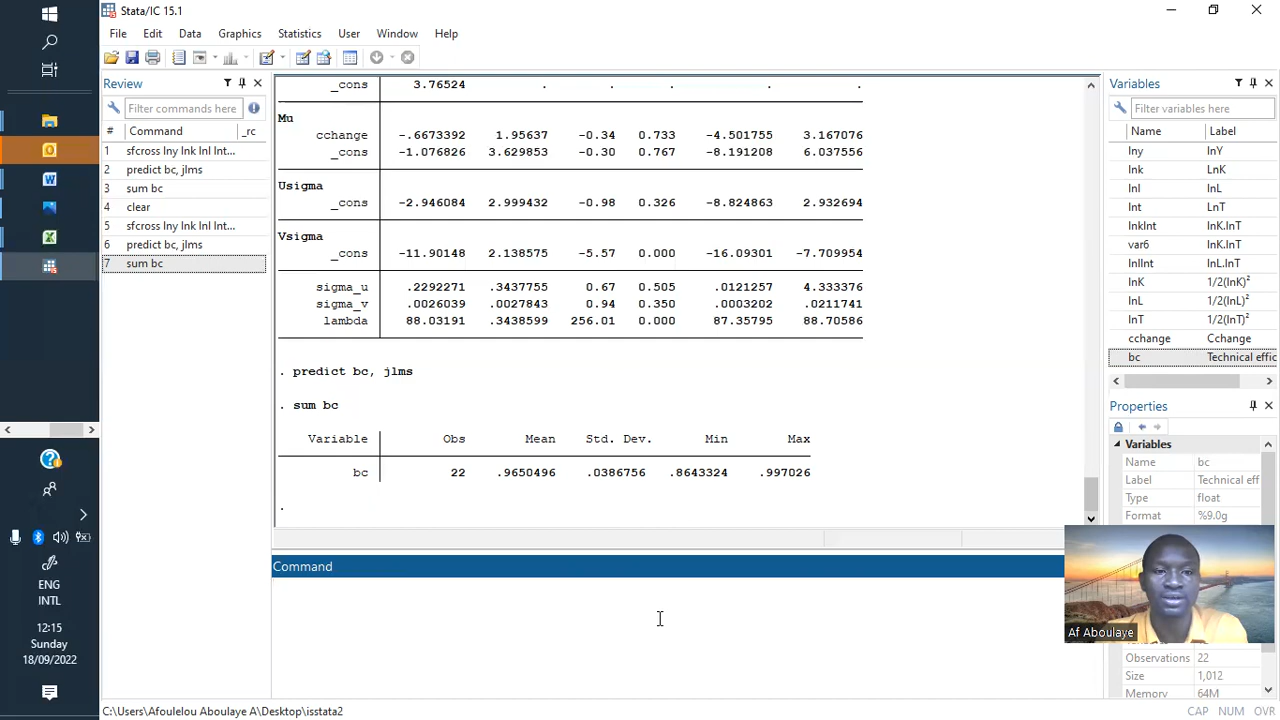 Stata/IC 15.1
File Edit Data Graphics Statistics User Window Help
Review
Filter commands here
# Command _rc
1 sfcross lny lnk lnl lnt...
2 predict bc, jlms
3 sum bc
4 clear
5 sfcross lny lnk lnl lnt...
6 predict bc, jlms
7 sum bc
_cons 3.76524 . . . . .
Mu
cchange -.6673392 1.95637 -0.34 0.733 -4.501755 3.167076
_cons -1.076826 3.629853 -0.30 0.767 -8.191208 6.037556
Usigma
_cons -2.946084 2.999432 -0.98 0.326 -8.824863 2.932694
Vsigma
_cons -11.90148 2.138575 -5.57 0.000 -16.09301 -7.709954
sigma_u .2292271 .3437755 0.67 0.505 .0121257 4.333376
sigma_v .0026039 .0027843 0.94 0.350 .0003202 .0211741
lambda 88.03191 .3438599 256.01 0.000 87.35795 88.70586
. predict bc, jlms
. sum bc
Variable Obs Mean Std. Dev. Min Max
bc 22 .9650496 .0386756 .8643324 .997026
.
Command
Variables
Filter variables here
Name Label
lny lnY
lnk LnK
lnl lnL
lnt LnT
lnklnt lnK.lnT
var6 lnK.lnT
lnllnt lnL.lnT
lnK 1/2(lnK)²
lnL 1/2(lnL)²
lnT 1/2(lnT)²
cchange Cchange
bc Technical effic
Properties
Variables
Name bc
Label Technical eff
Type float
Format %9.0g
Af Aboulaye
Observations 22
Size 1,012
Memory 64M
ENG
INTL
12:15
Sunday
18/09/2022
C:\Users\Afoulelou Aboulaye A\Desktop\isstata2
CAP NUM OVR